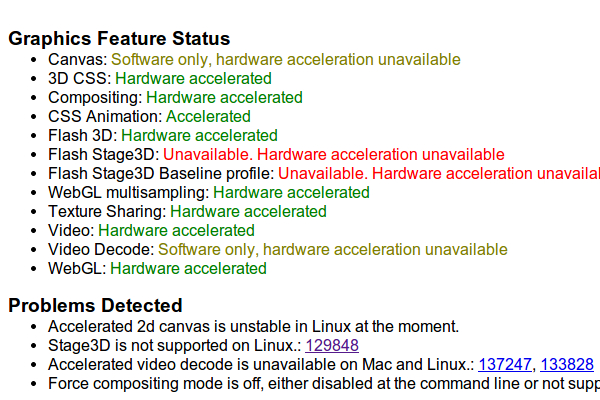 Graphics Feature Status
Canvas: Software only, hardware acceleration unavailable
3D CSS: Hardware accelerated
Compositing: Hardware accelerated
CSS Animation: Accelerated
Flash 3D: Hardware accelerated
Flash Stage3D: Unavailable. Hardware acceleration unavailable
Flash Stage3D Baseline profile: Unavailable. Hardware acceleration
WebGL multisampling: Hardware accelerated
Texture Sharing: Hardware accelerated
Video: Hardware accelerated
Video Decode: Software only, hardware acceleration unavailable
WebGL: Hardware accelerated
Problems Detected
Accelerated 2d canvas is unstable in Linux at the moment.
Stage3D is not supported on Linux.: 129848
Accelerated video decode is unavailable on Mac and Linux.: 137247, 133828
Force compositing mode is off, either disabled at the command line or not